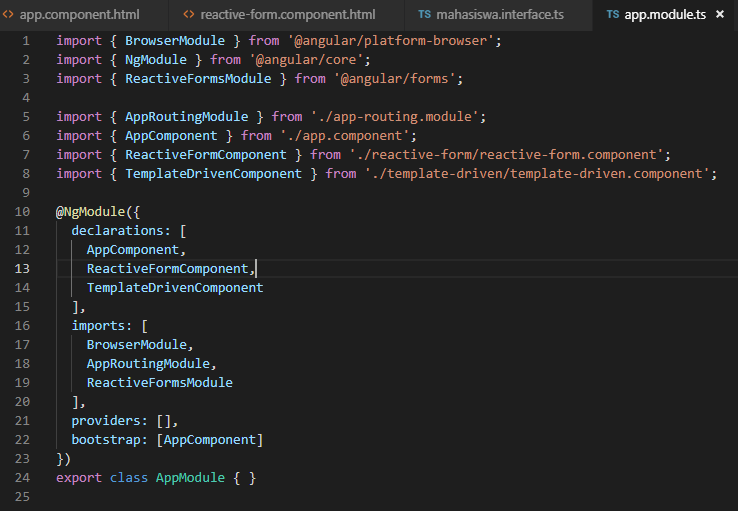 app.component.html reactive-form.component.html TS mahasiswa.interface.ts TS app.module.ts ×
1 import { BrowserModule } from '@angular/platform-browser';
2 import { NgModule } from '@angular/core';
3 import { ReactiveFormsModule } from '@angular/forms';
4
5 import { AppRoutingModule } from './app-routing.module';
6 import { AppComponent } from './app.component';
7 import { ReactiveFormComponent } from './reactive-form/reactive-form.component';
8 import { TemplateDrivenComponent } from './template-driven/template-driven.component';
9
10 @NgModule({
11   declarations: [
12     AppComponent,
13     ReactiveFormComponent,
14     TemplateDrivenComponent
15   ],
16   imports: [
17     BrowserModule,
18     AppRoutingModule,
19     ReactiveFormsModule
20   ],
21   providers: [],
22   bootstrap: [AppComponent]
23 })
24 export class AppModule { }
25